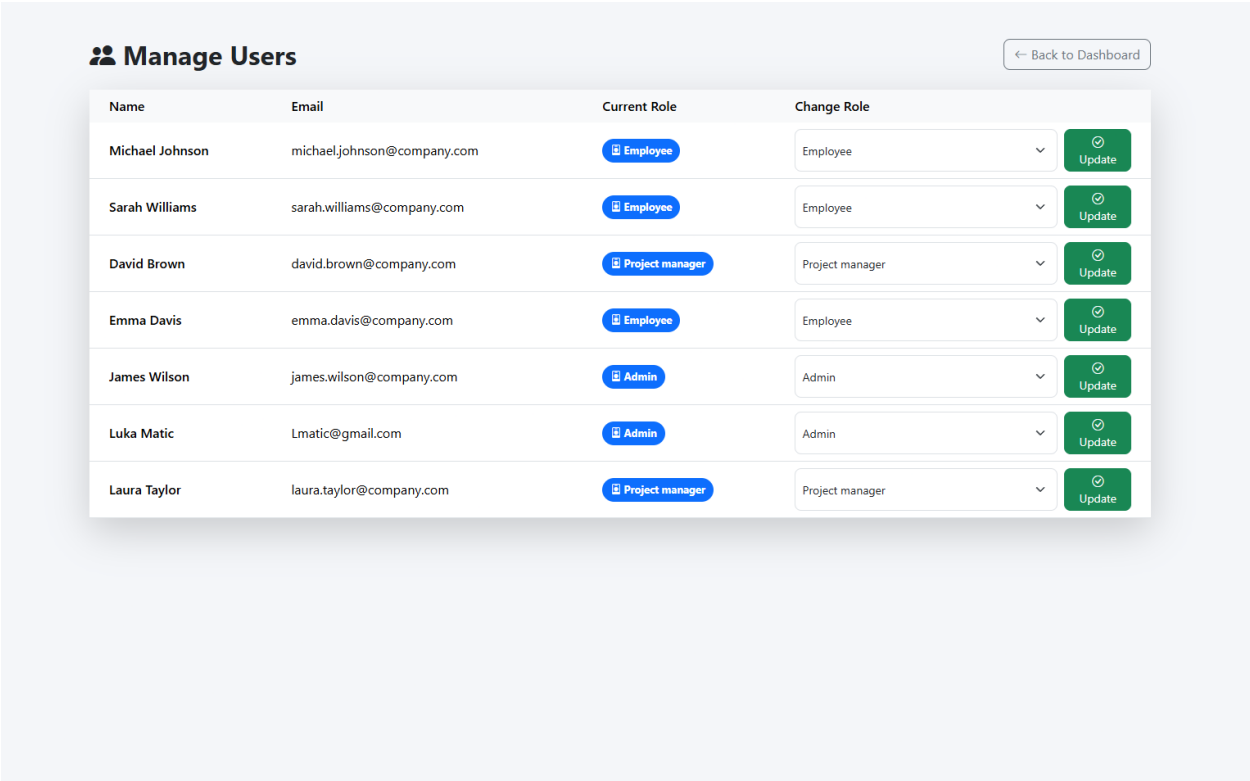 Manage Users
← Back to Dashboard
Name Email Current Role Change Role
Michael Johnson michael.johnson@company.com Employee Employee Update
Sarah Williams sarah.williams@company.com Employee Employee Update
David Brown david.brown@company.com Project manager Project manager Update
Emma Davis emma.davis@company.com Employee Employee Update
James Wilson james.wilson@company.com Admin Admin Update
Luka Matic Lmatic@gmail.com Admin Admin Update
Laura Taylor laura.taylor@company.com Project manager Project manager Update